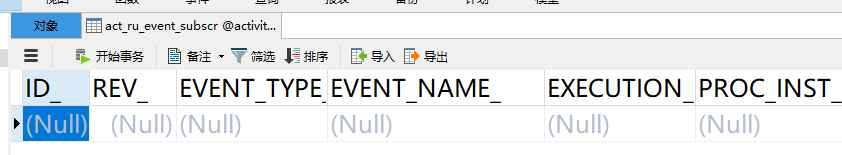 对象 act_ru_event_subscr @activit...
开始事务 备注 筛选 排序 导入 导出
ID_ REV_ EVENT_TYPE_ EVENT_NAME_ EXECUTION_ PROC_INST_
(Null) (Null) (Null) (Null) (Null) (Null)